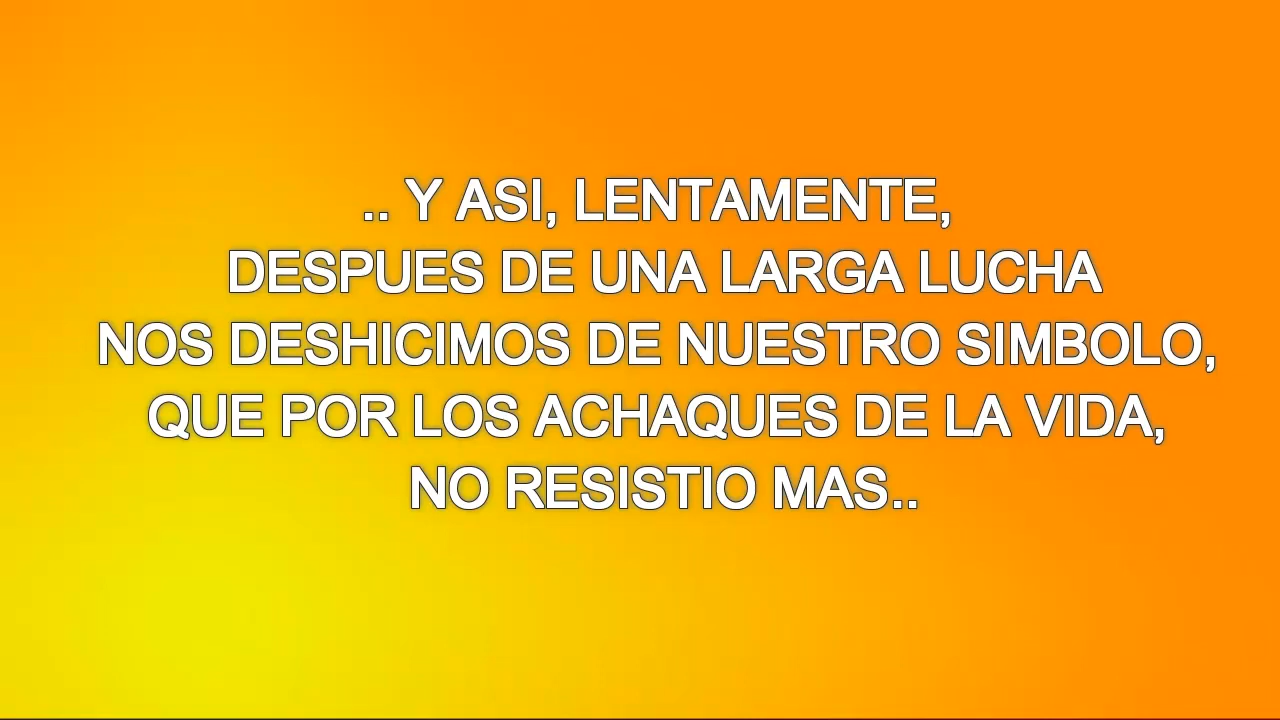 .. Y ASI, LENTAMENTE,
DESPUES DE UNA LARGA LUCHA
NOS DESHICIMOS DE NUESTRO SIMBOLO,
QUE POR LOS ACHAQUES DE LA VIDA,
NO RESISTIO MAS..